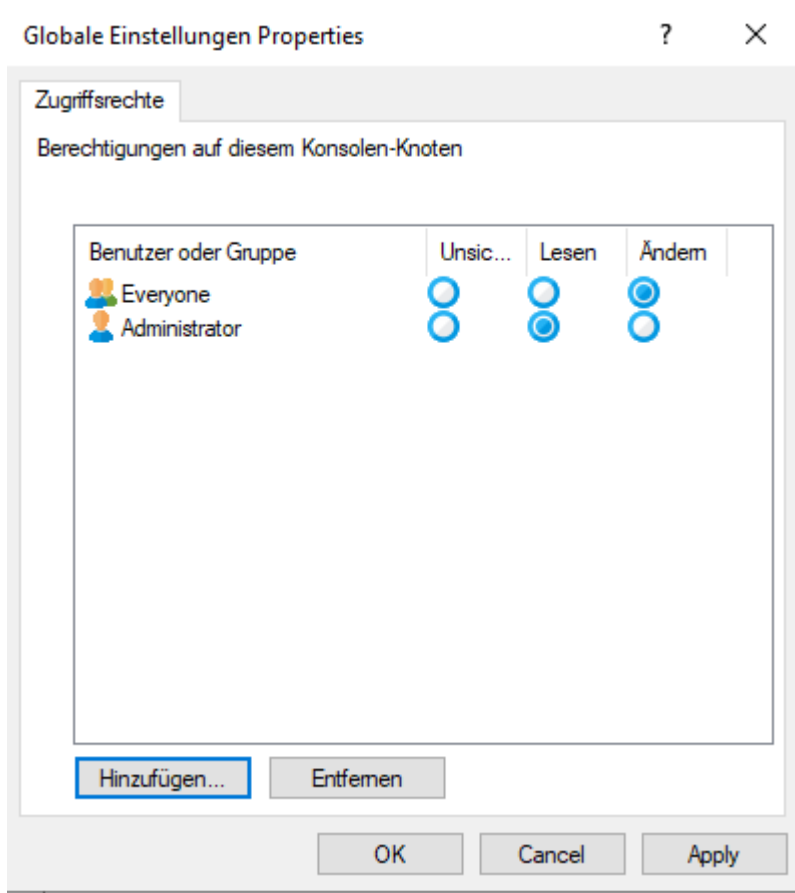 Globale Einstellungen Properties ?
Zugriffsrechte
Berechtigungen auf diesem Konsolen-Knoten
Benutzer oder Gruppe Unsic... Lesen Ändern
Everyone
Administrator
Hinzufügen... Entfernen
OK Cancel Apply